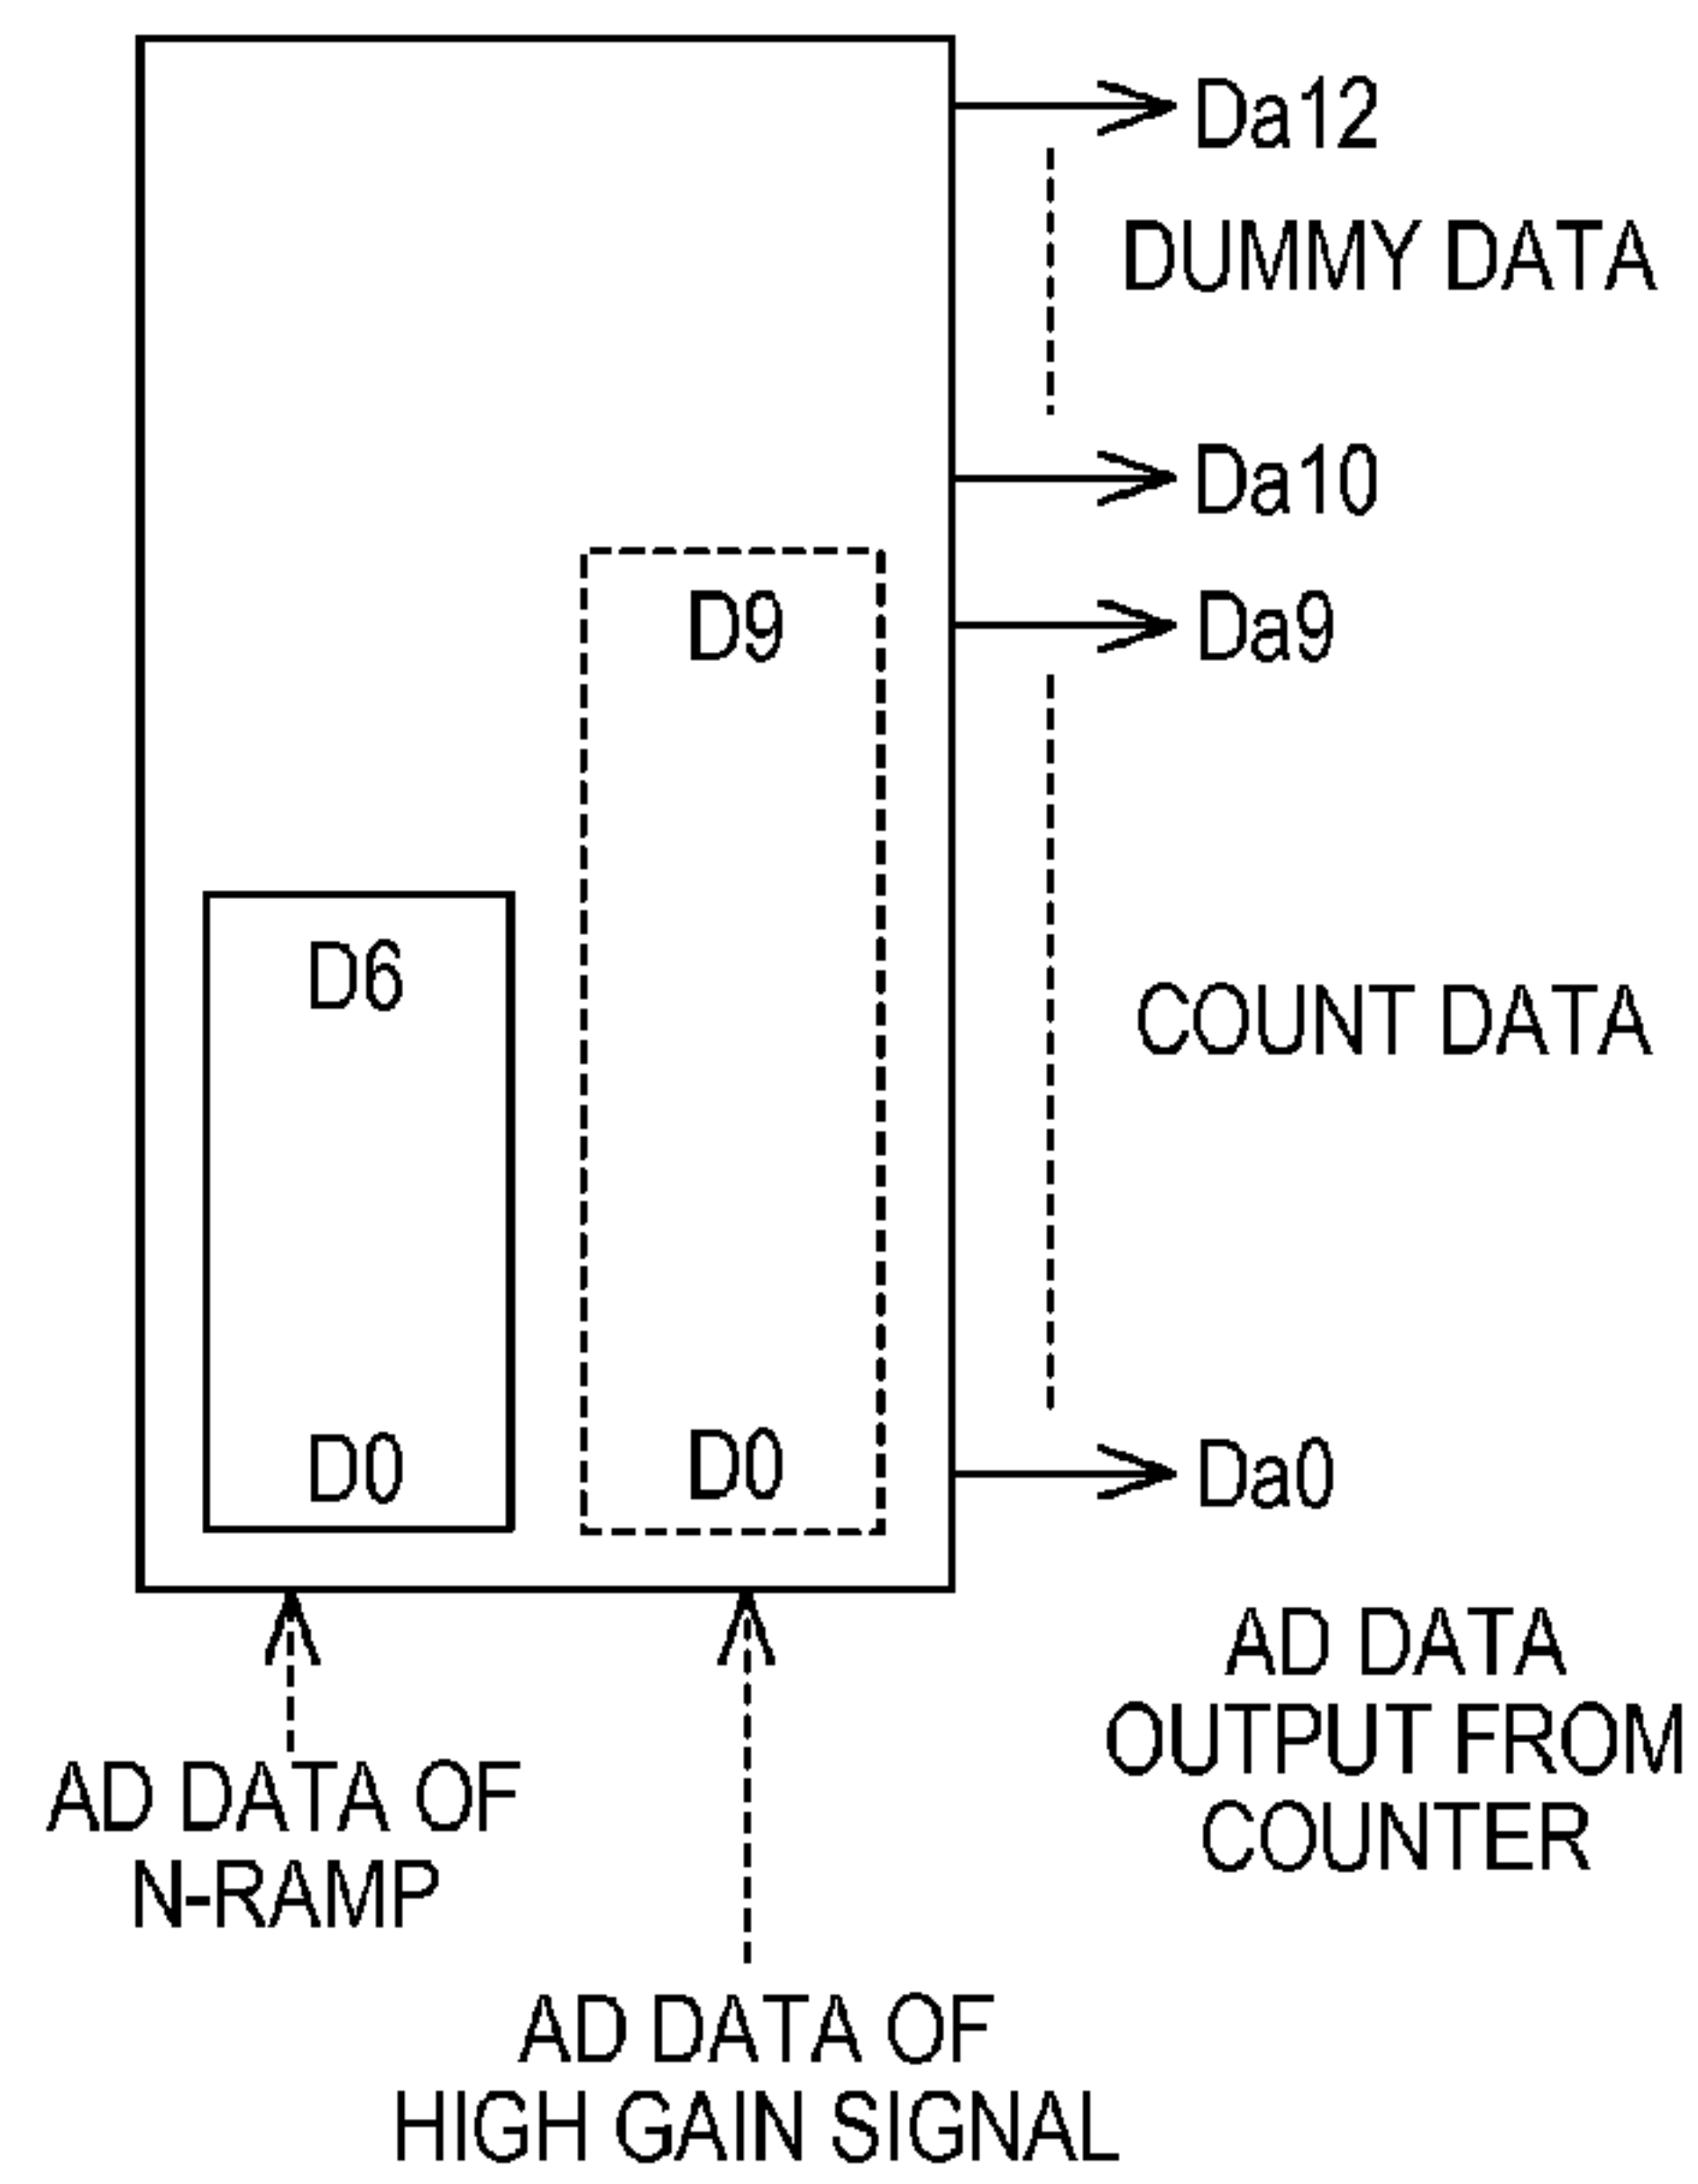 Da12
DUMMY DATA
Da10
D9
Da9
D6
COUNT DATA
D0
D0
Da0
AD DATA
OUTPUT FROM
COUNTER
AD DATA OF
N-RAMP
AD DATA OF
HIGH GAIN SIGNAL